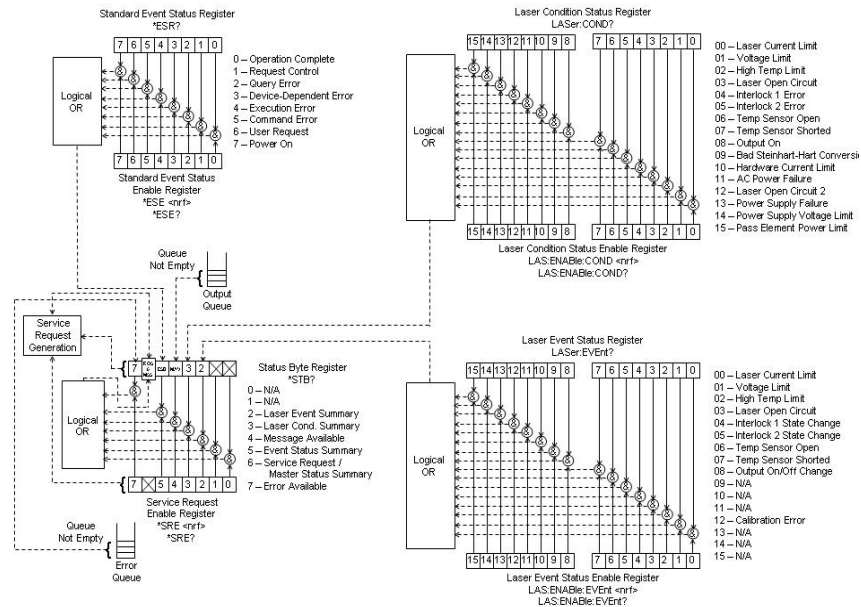 Standard Event Status Register
*ESR?
7 6 5 4 3 2 1 0
0 – Operation Complete
1 – Request Control
2 – Query Error
3 – Device-Dependent Error
4 – Execution Error
5 – Command Error
6 – User Request
7 – Power On
Logical
OR
& & & & & & & &
7 6 5 4 3 2 1 0
Standard Event Status
Enable Register
*ESE <nrf>
*ESE?
Laser Condition Status Register
LASer:COND?
15 14 13 12 11 10 9 8 7 6 5 4 3 2 1 0
00 – Laser Current Limit
01 – Voltage Limit
02 – High Temp Limit
03 – Laser Open Circuit
04 – Interlock 1 Error
05 – Interlock 2 Error
06 – Temp Sensor Open
07 – Temp Sensor Shorted
08 – Output On
09 – Bad Steinhart-Hart Conversio
10 – Hardware Current Limit
11 – AC Power Failure
12 – Laser Open Circuit 2
13 – Power Supply Failure
14 – Power Supply Voltage Limit
15 – Pass Element Power Limit
Logical
OR
& & & & & & & & & & & & & & & &
15 14 13 12 11 10 9 8 7 6 5 4 3 2 1 0
Laser Condition Status Enable Register
LAS:ENABle:COND <nrf>
LAS:ENABle:COND?
Queue
Not Empty
Output
Queue
Service
Request
Generation
7 ESB MAV 3 2
Status Byte Register
*STB?
0 – N/A
1 – N/A
2 – Laser Event Summary
3 – Laser Cond. Summary
4 – Message Available
5 – Event Status Summary
6 – Service Request /
Master Status Summary
7 – Error Available
Logical
OR
& & & & & & &
7 5 4 3 2 1 0
Service Request
Enable Register
*SRE <nrf>
*SRE?
Queue
Not Empty
Error
Queue
Laser Event Status Register
LASer:EVEnt?
15 14 13 12 11 10 9 8 7 6 5 4 3 2 1 0
00 – Laser Current Limit
01 – Voltage Limit
02 – High Temp Limit
03 – Laser Open Circuit
04 – Interlock 1 State Change
05 – Interlock 2 State Change
06 – Temp Sensor Open
07 – Temp Sensor Shorted
08 – Output On/Off Change
09 – N/A
10 – N/A
11 – N/A
12 – Calibration Error
13 – N/A
14 – N/A
15 – N/A
Logical
OR
& & & & & & & & & & & & & & & &
15 14 13 12 11 10 9 8 7 6 5 4 3 2 1 0
Laser Event Status Enable Register
LAS:ENABle:EVEnt <nrf>
LAS:ENABle:EVEnt?